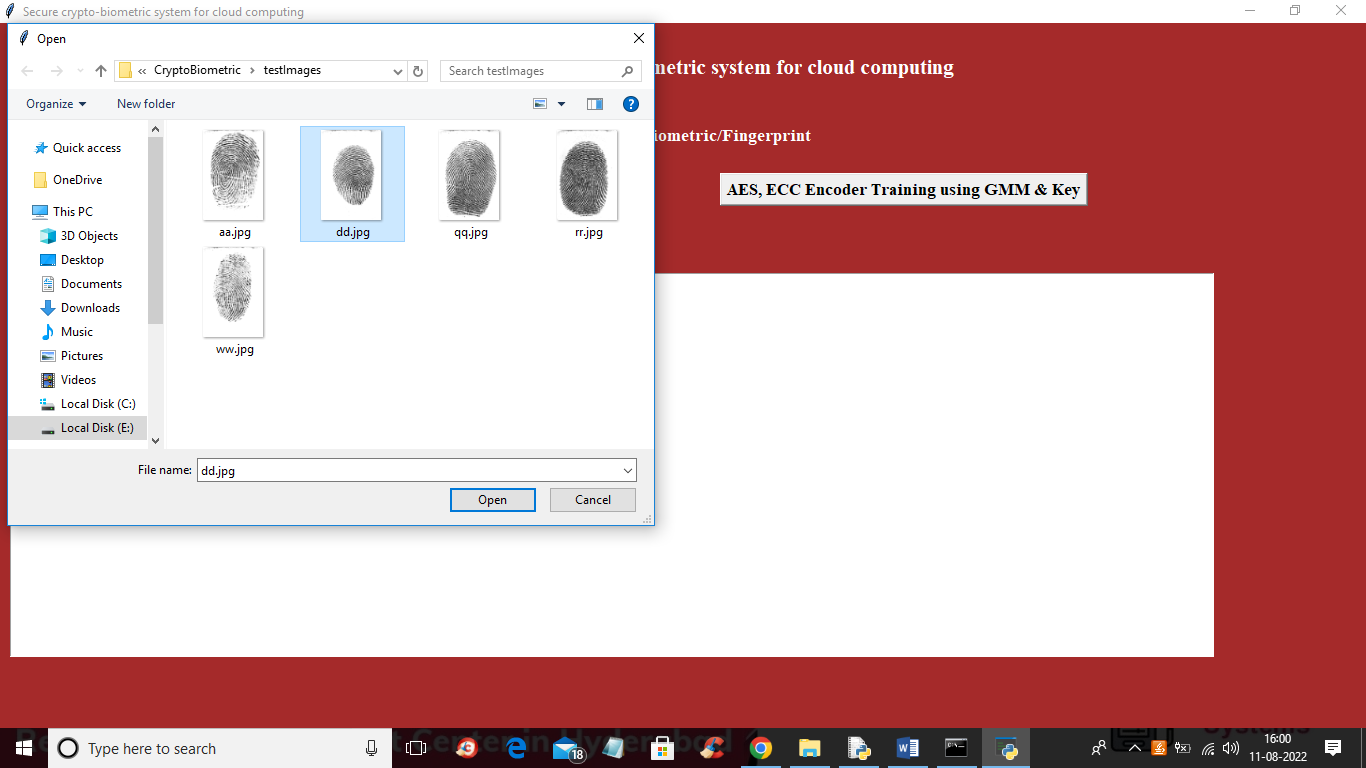 Secure crypto-biometric system for cloud computing
Open
« CryptoBiometric › testImages
Search testImages
metric system for cloud computing
Organize
New folder
iometric/Fingerprint
Quick access
OneDrive
This PC
3D Objects
Desktop
Documents
Downloads
Music
Pictures
Videos
Local Disk (C:)
Local Disk (E:)
aa.jpg
dd.jpg
qq.jpg
rr.jpg
ww.jpg
AES, ECC Encoder Training using GMM & Key
File name:
dd.jpg
Open
Cancel
Type here to search
18
16:00
11-08-2022